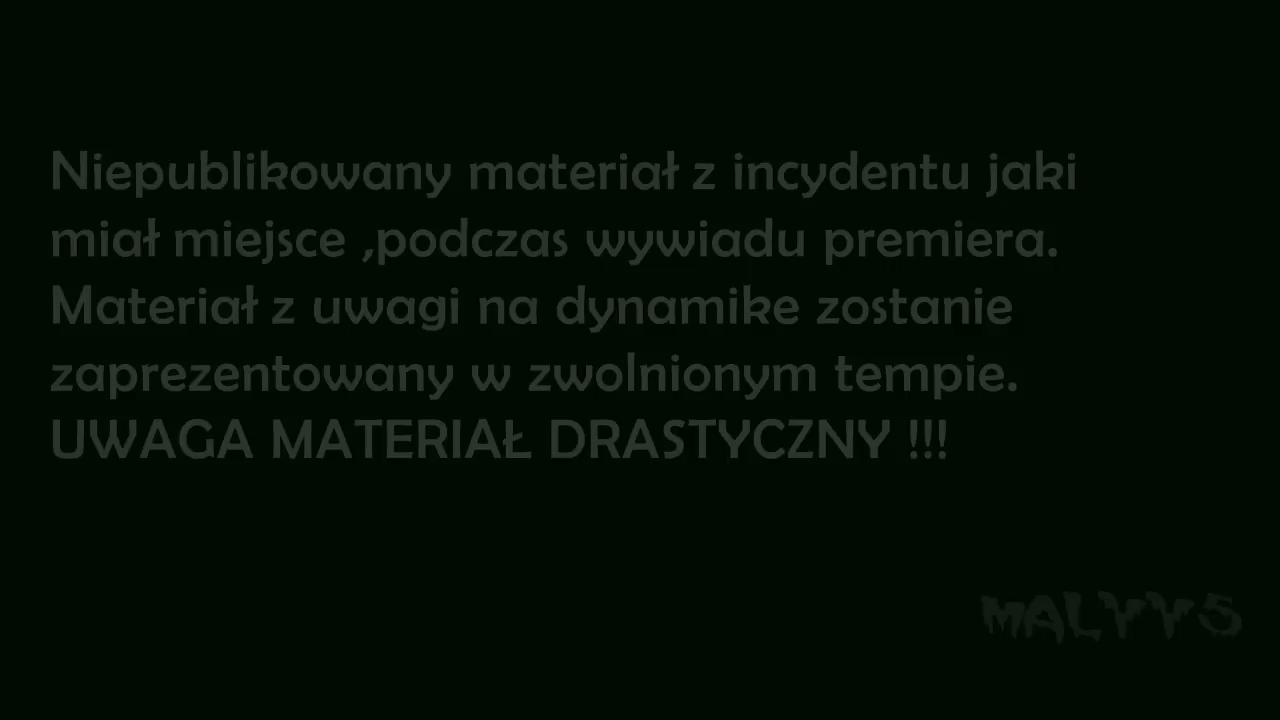 Niepublikowany materiał z incydentu jaki
miał miejsce ,podczas wywiadu premiera.
Materiał z uwagi na dynamike zostanie
zaprezentowany w zwolnionym tempie.
UWAGA MATERIAŁ DRASTYCZNY !!!
MALYY5